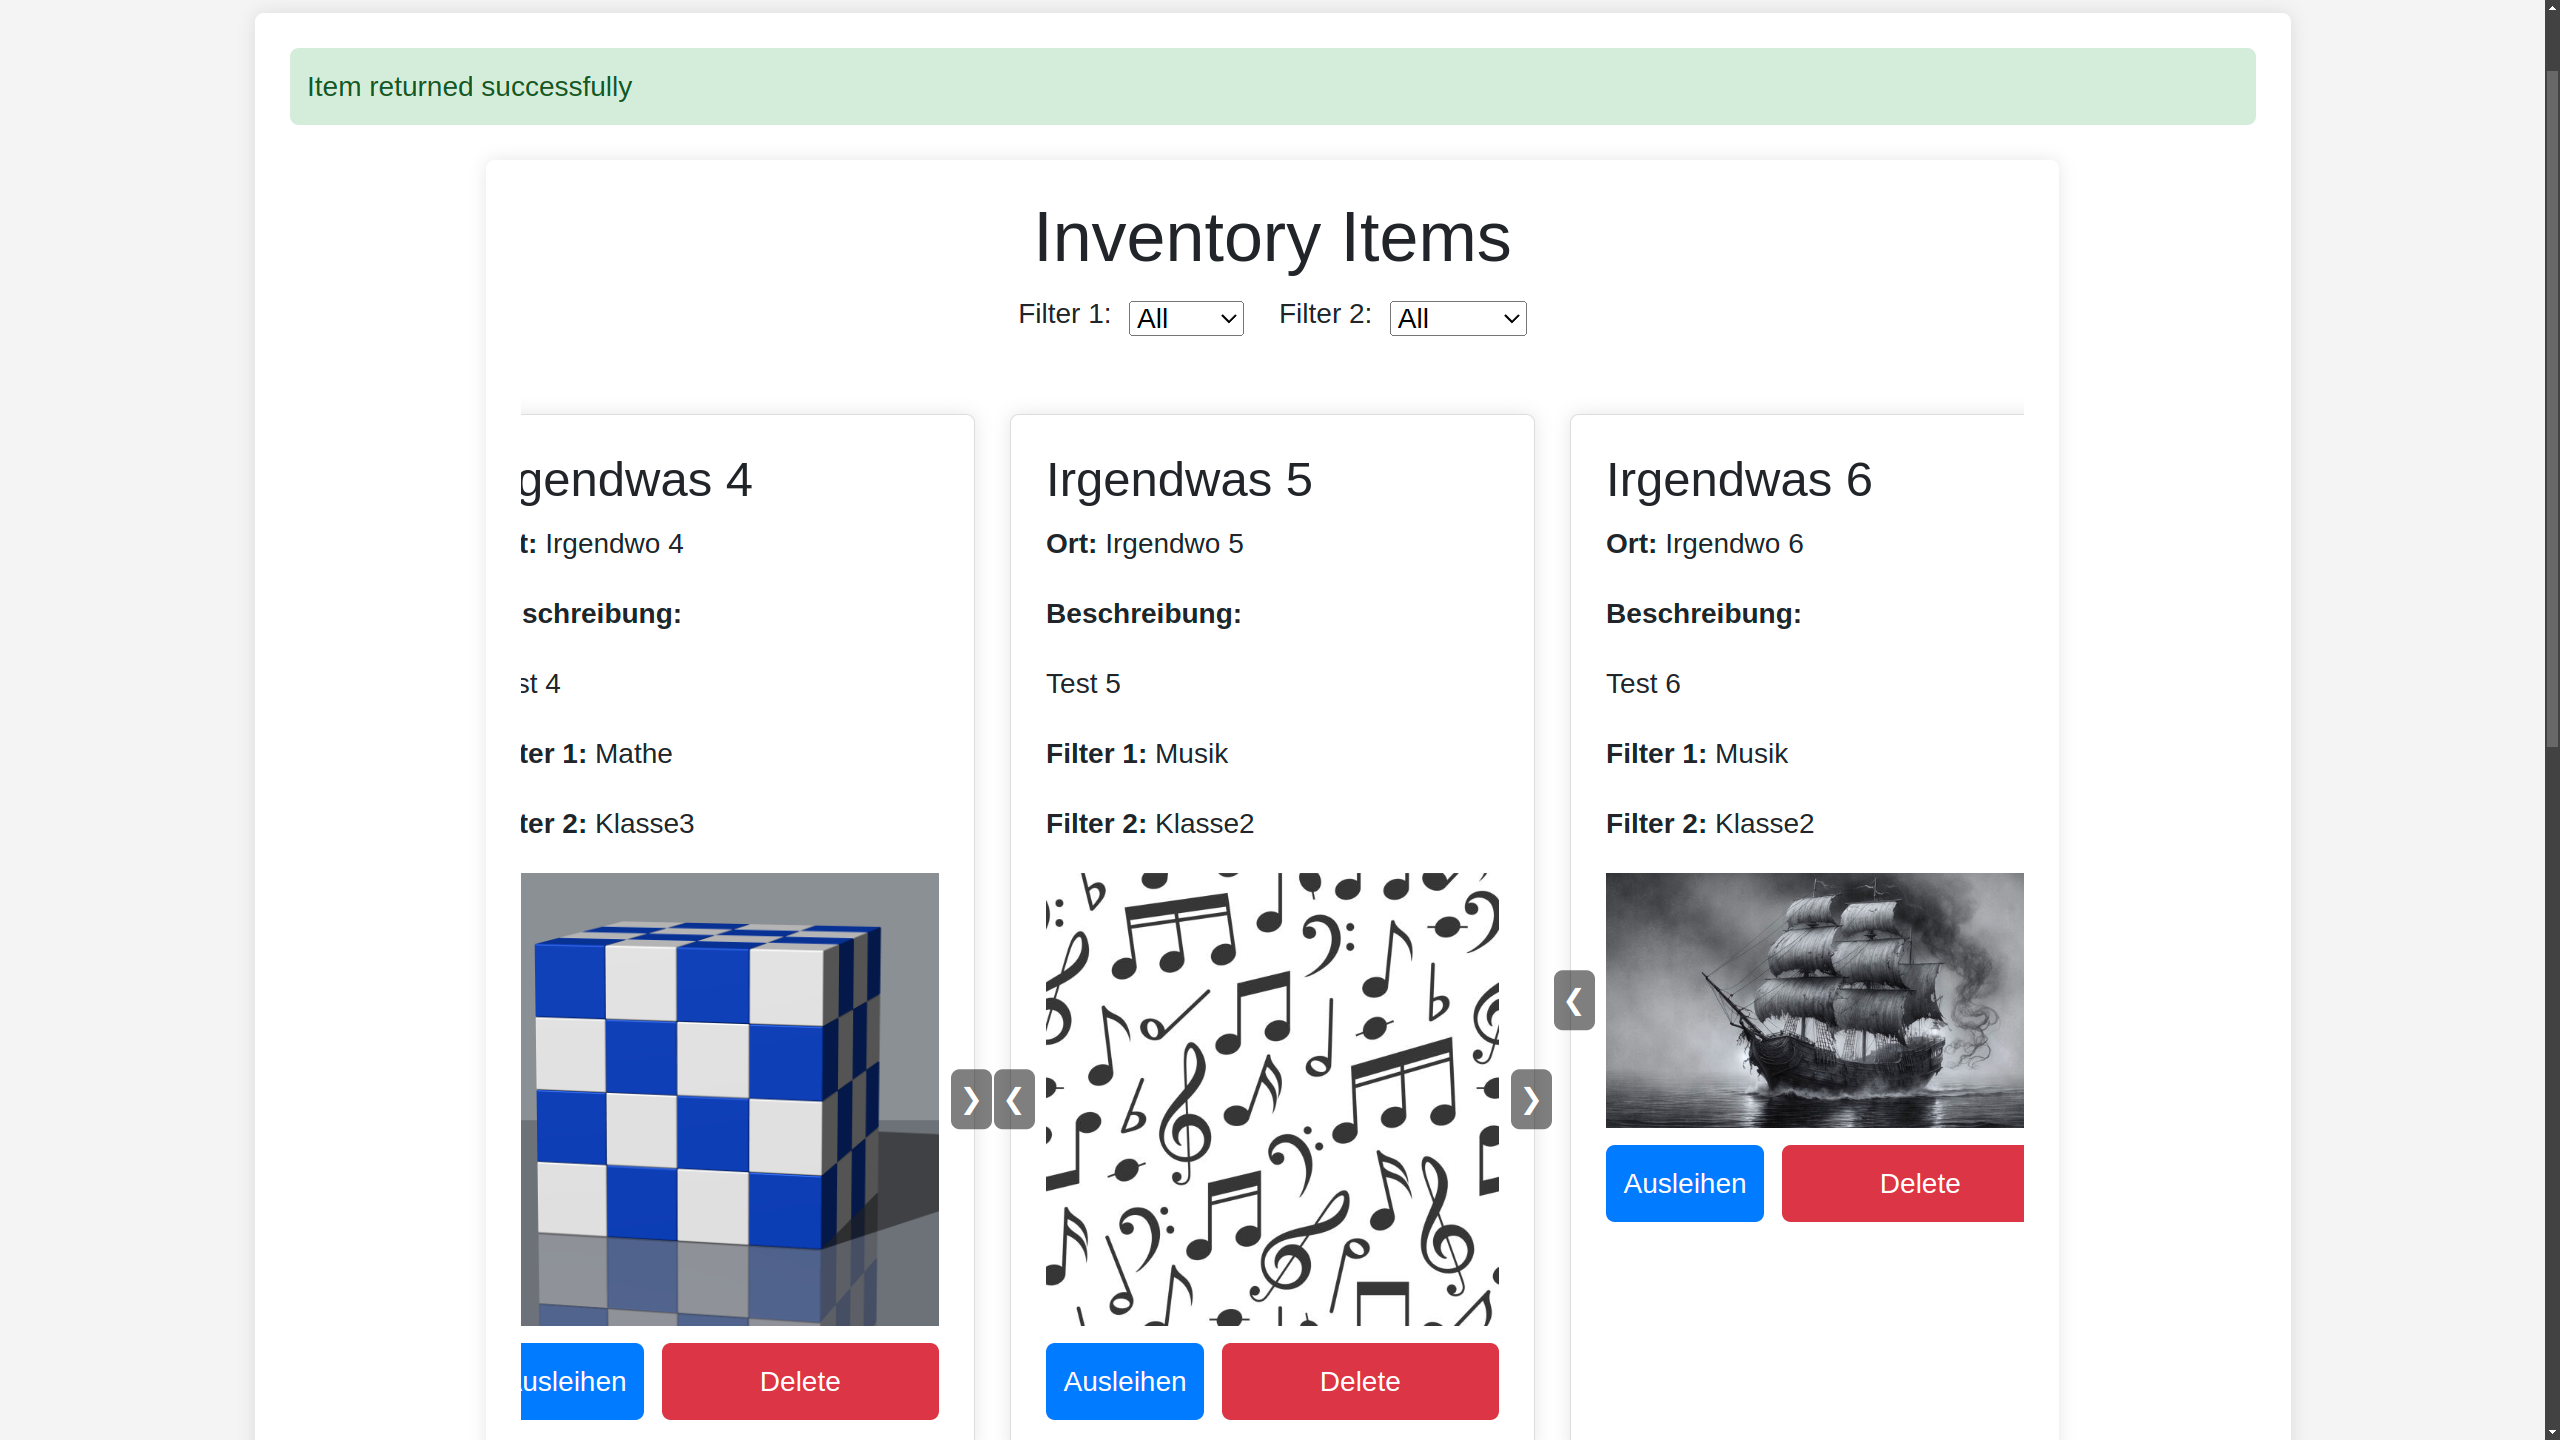 Item returned successfully
Inventory Items
Filter 1: All Filter 2: All
gendwas 4
t: Irgendwo 4
schreibung:
st 4
ter 1: Mathe
ter 2: Klasse3
❯
usleihen Delete
Irgendwas 5
Ort: Irgendwo 5
Beschreibung:
Test 5
Filter 1: Musik
Filter 2: Klasse2
❮ ❯
Ausleihen Delete
Irgendwas 6
Ort: Irgendwo 6
Beschreibung:
Test 6
Filter 1: Musik
Filter 2: Klasse2
❮
Ausleihen Delete